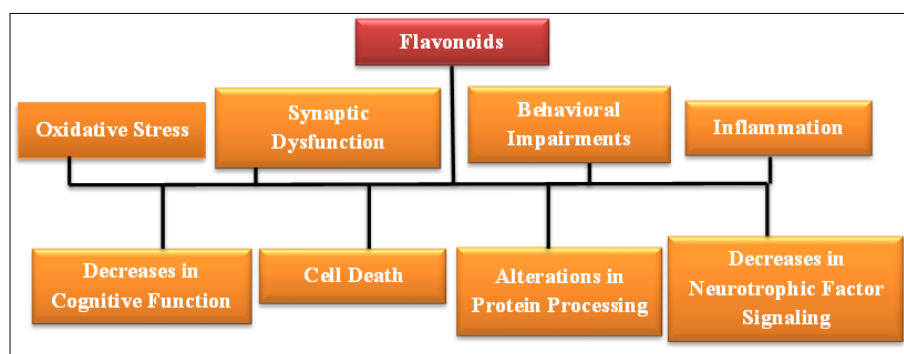 Flavonoids
Oxidative Stress
Synaptic
Dysfunction
Behavioral
Impairments
Inflammation
Decreases in
Cognitive Function
Cell Death
Alterations in
Protein Processing
Decreases in
Neurotrophic Factor
Signaling